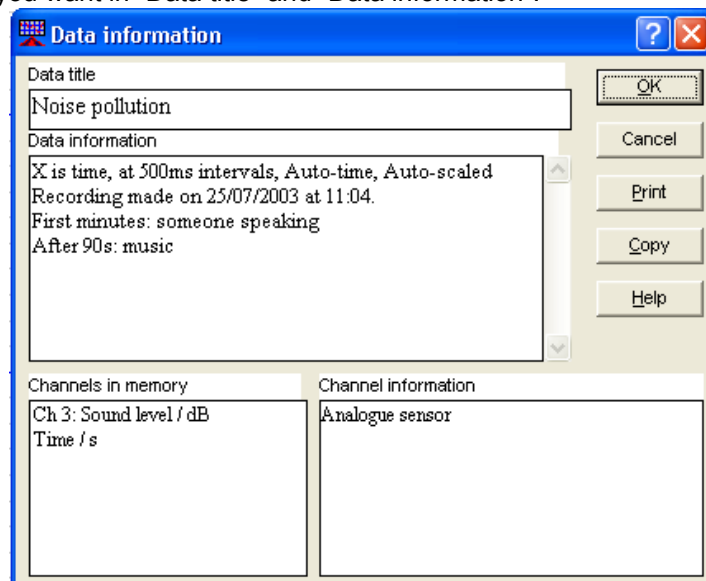 you want in "Data title" and "Data information".
Data information
Data title
Noise pollution
Data information
X is time, at 500ms intervals, Auto-time, Auto-scaled
Recording made on 25/07/2003 at 11:04.
First minutes: someone speaking
After 90s: music
OK
Cancel
Print
Copy
Help
Channels in memory
Ch 3: Sound level / dB
Time / s
Channel information
Analogue sensor